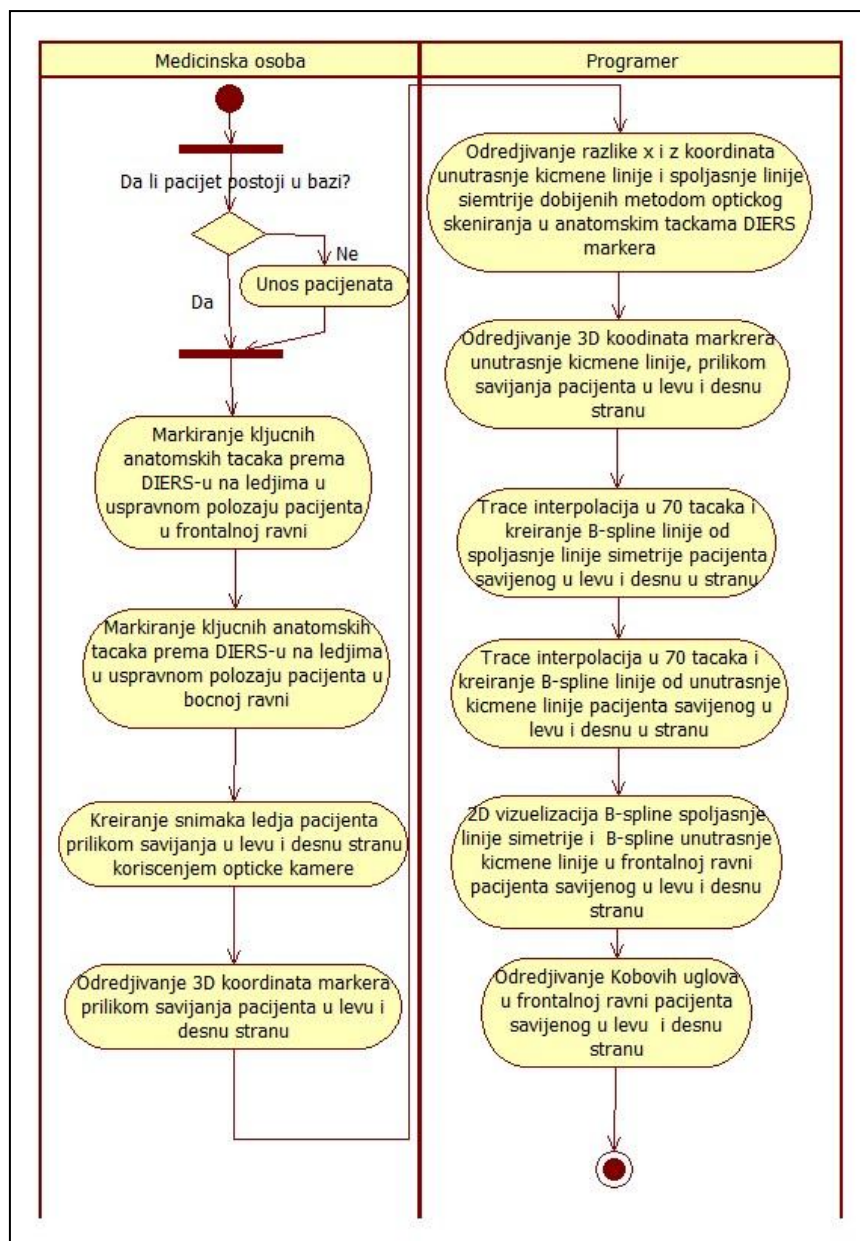 Medicinska osoba
Da li pacijet postoji u bazi?
Ne
Unos pacijenata
Da
Markiranje kljucnih
anatomskih tacaka prema
DIERS-u na ledjima u
uspravnom polozaju pacijenta
u frontalnoj ravni
Markiranje kljucnih anatomskih
tacaka prema DIERS-u na ledjima
u uspravnom polozaju pacijenta u
bocnoj ravni
Kreiranje snimaka ledja pacijenta
prilikom savijanja u levu i desnu stranu
koriscenjem opticke kamere
Odredjivanje 3D koordinata markera
prilikom savijanja pacijenta u levu i
desnu stranu
Programer
Odredjivanje razlike x i z koordinata
unutrasnje kicmene linije i spoljasne linije
siemtrije dobijenih metodom optickog
skeniranja u anatomskim tackama DIERS
markera
Odredjivanje 3D koodinata markrera
unutrasnje kicmene linije, prilikom
savijanja pacijenta u levu i desnu
stranu
Trace interpolacija u 70 tacaka i
kreiranje B-spline linije od
spoljasnje linije simetrije pacijenta
savijenog u levu i desnu u stranu
Trace interpolacija u 70 tacaka i
kreiranje B-spline linije od unutrasnje
kicmene linije pacijenta savijenog u
levu i desnu u stranu
2D vizuelizacija B-spline spoljasnje
linije simetrije i B-spline unutrasnje
kicmene linije u frontalnoj ravni
pacijenta savijenog u levu i desnu
stranu
Odredjivanje Kobovih uglova
u frontalnoj ravni pacijenta
savijenog u levu i desnu
stranu